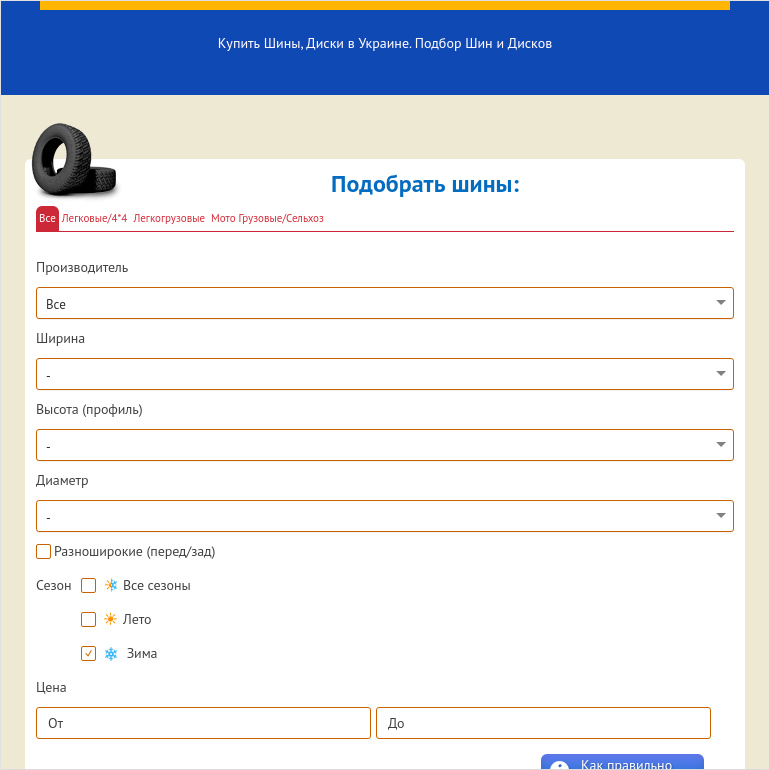 Купить Шины, Диски в Украине. Подбор Шин и Дисков
Подобрать шины:
Все Легковые/4*4 Легкогрузовые Мото Грузовые/Сельхоз
Производитель
Все
Ширина
-
Высота (профиль)
-
Диаметр
-
Разноширокие (перед/зад)
Сезон Все сезоны
Лето
Зима
Цена
От До
Как правильно